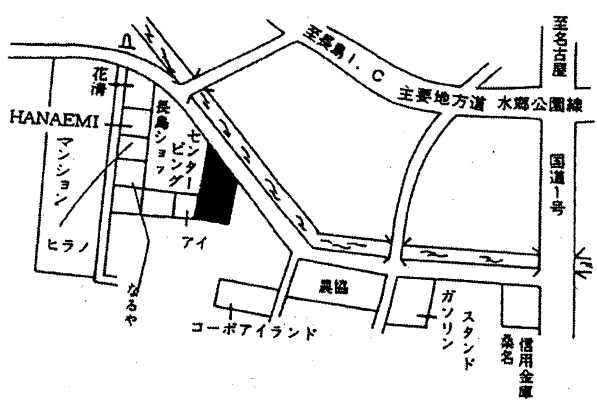 至長島I.C
主要地方道 水郷公園線
至名古屋
国道1号
花清
HANAEMI
マンション
ヒラノ
なるや
長島ショッ
ピング
センター
アイ
コーポアイランド
農協
ガソリン
スタンド
桑名
信用金庫